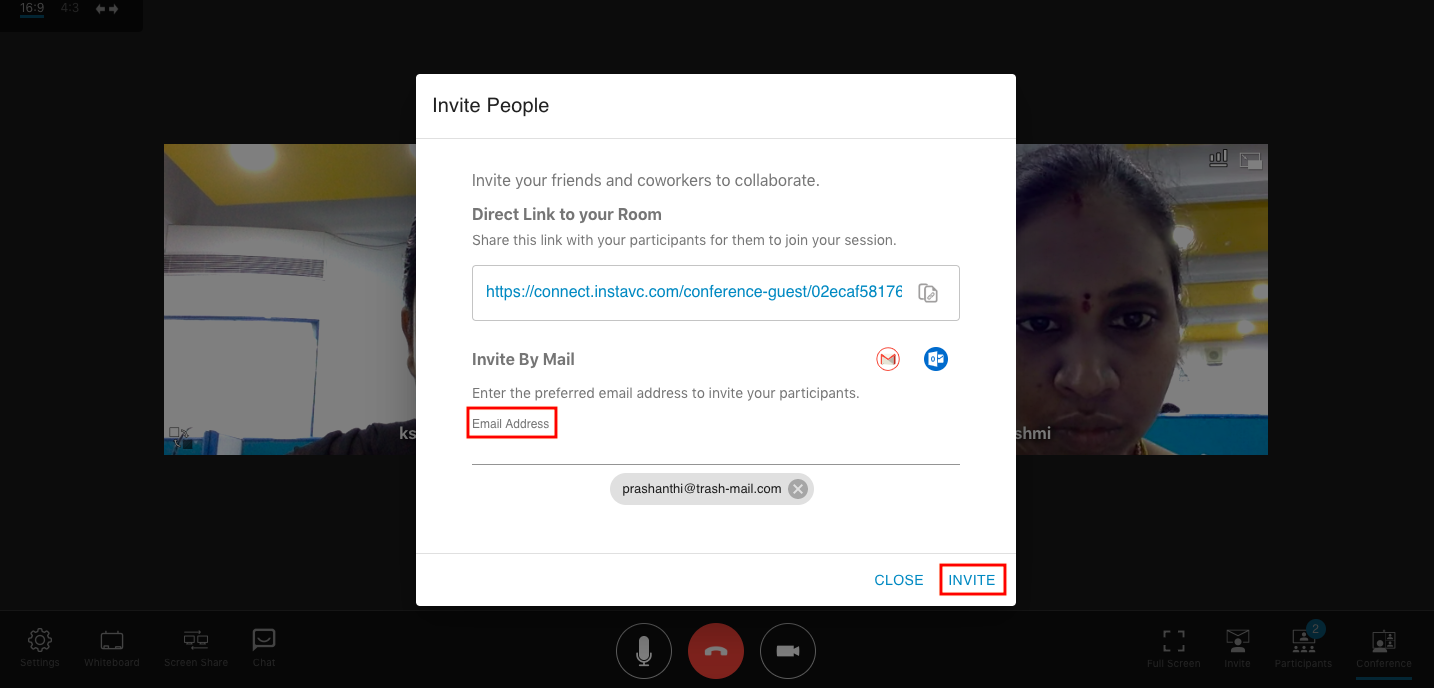 16:9 4:3
Invite People
Invite your friends and coworkers to collaborate.
Direct Link to your Room
Share this link with your participants for them to join your session.
https://connect.instavc.com/conference-guest/02ecaf58176
Invite By Mail
Enter the preferred email address to invite your participants.
Email Address
ks
shmi
prashanthi@trash-mail.com
CLOSE INVITE
2
Settings Whiteboard Screen Share Chat Full Screen Invite Participants Conference